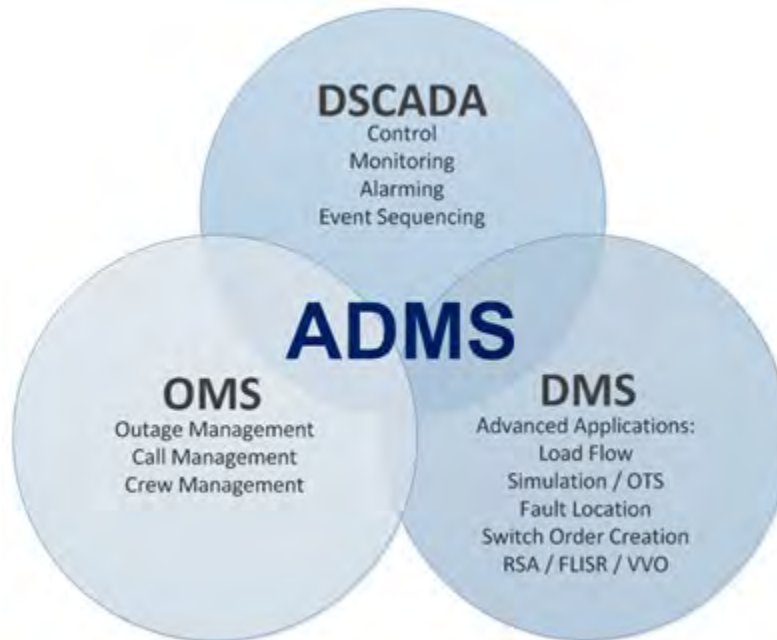 DSCADA
Control
Monitoring
Alarming
Event Sequencing
ADMS
OMS
Outage Management
Call Management
Crew Management
DMS
Advanced Applications:
Load Flow
Simulation / OTS
Fault Location
Switch Order Creation
RSA / FLISR / VVO